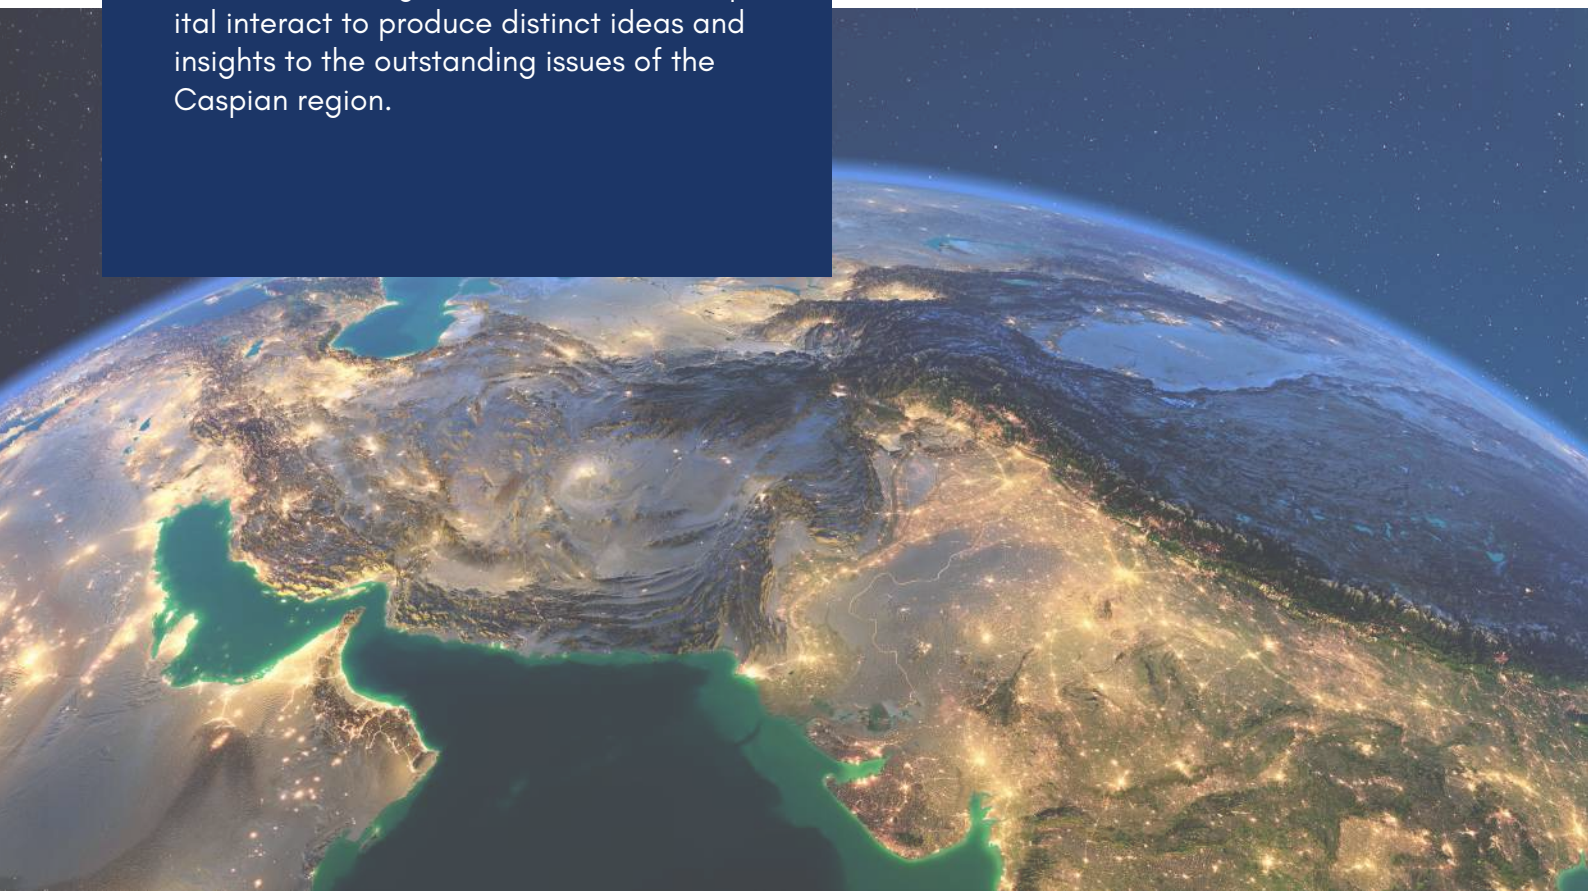 ital interact to produce distinct ideas and
insights to the outstanding issues of the
Caspian region.